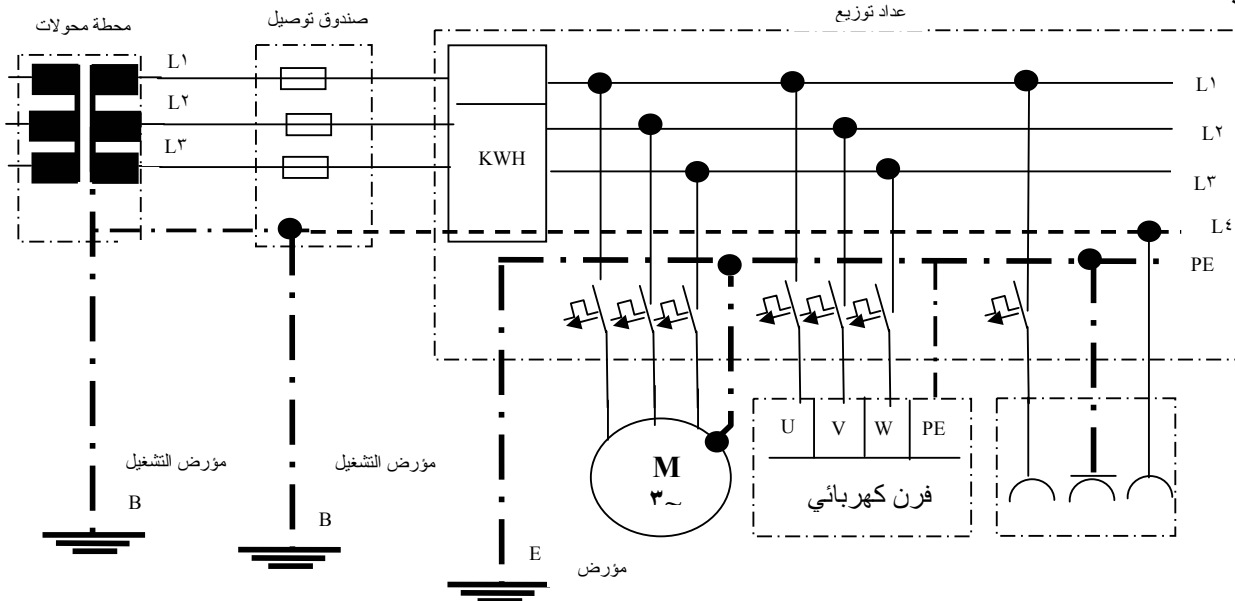 عداد توزيع
صندوق توصيل
محطة محولات
L١
L٢
L٣
KWH
L١
L٢
L٣
L٤
PE
U V W PE
M
٣~
فرن كهربائي
مؤرض التشغيل
B
مؤرض التشغيل
B
E
مؤرض